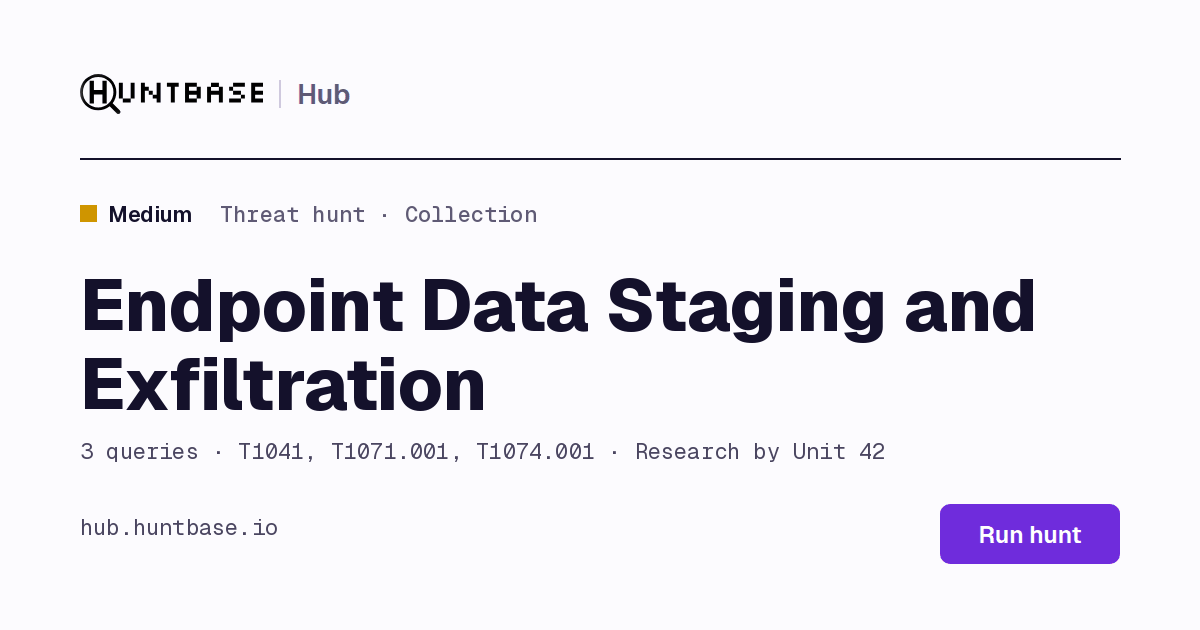 HUNTBASE | Hub
Medium Threat hunt · Collection
Endpoint Data Staging and
Exfiltration
3 queries · T1041, T1071.001, T1074.001 · Research by Unit 42
hub.huntbase.io
Run hunt